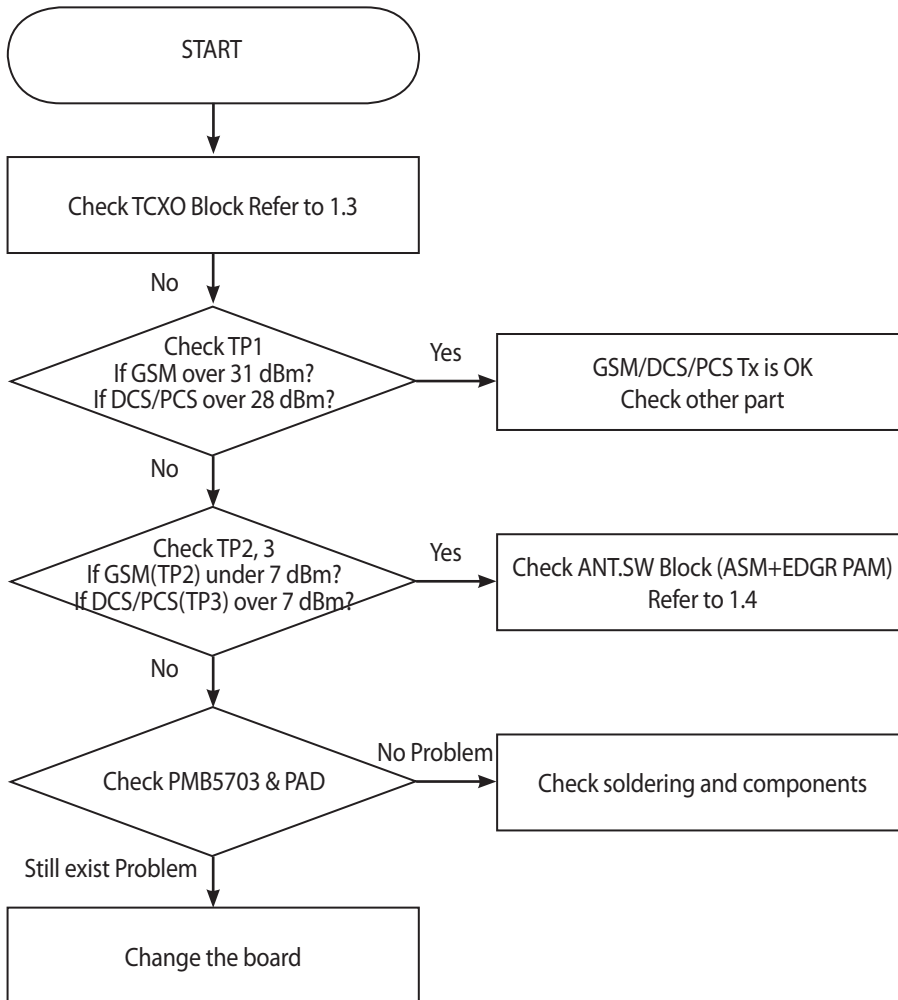 START
Check TCXO Block Refer to 1.3
No
Check TP1
If GSM over 31 dBm?
If DCS/PCS over 28 dBm?
Yes
GSM/DCS/PCS Tx is OK
Check other part
No
Check TP2, 3
If GSM(TP2) under 7 dBm?
If DCS/PCS(TP3) over 7 dBm?
Yes
Check ANT.SW Block (ASM+EDGR PAM)
Refer to 1.4
No
Check PMB5703 & PAD
No Problem
Check soldering and components
Still exist Problem
Change the board